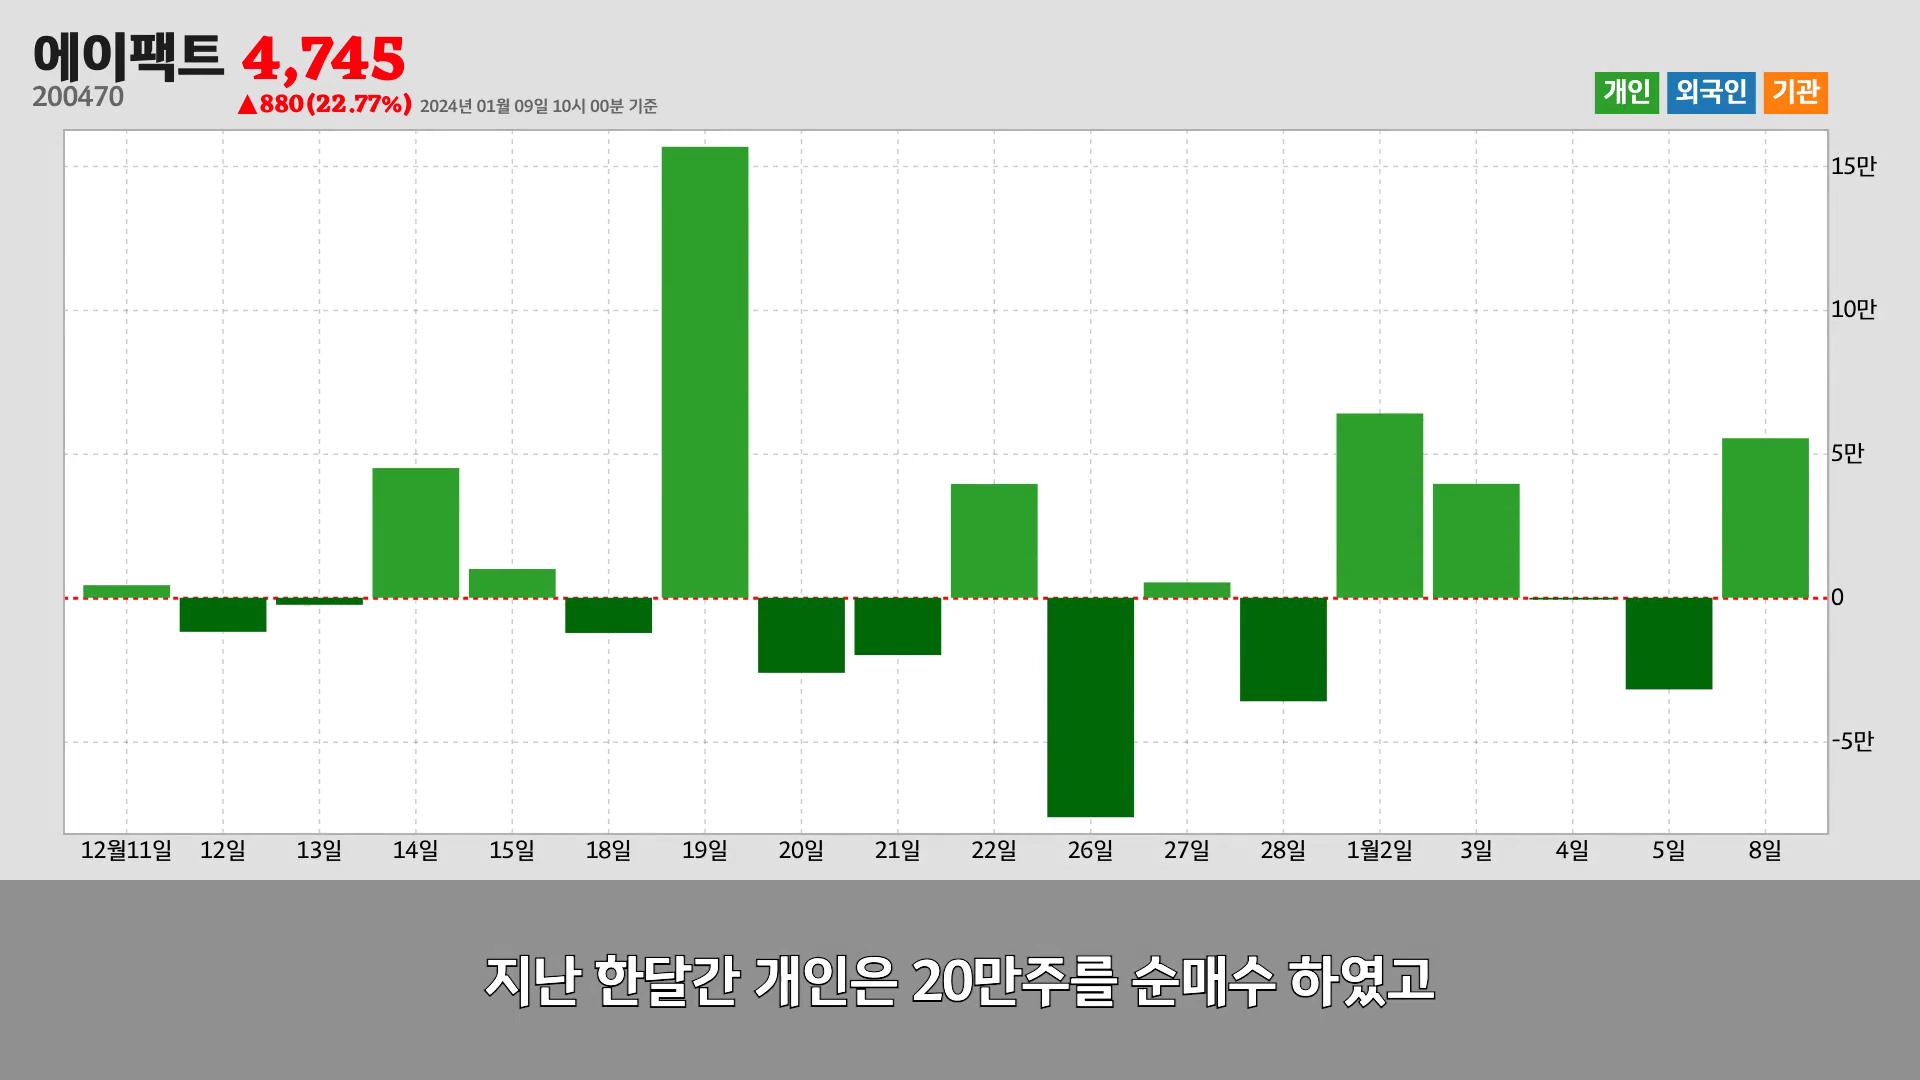 에이팩트 4,745
200470
▲880(22.77%) 2024년 01월 09일 10시 00분 기준
개인 외국인 기관
15만
10만
5만
0
-5만
12월11일 12일 13일 14일 15일 18일 19일 20일 21일 22일 26일 27일 28일 1월2일 3일 4일 5일 8일
지난 한달간 개인은 20만주를 순매수 하였고